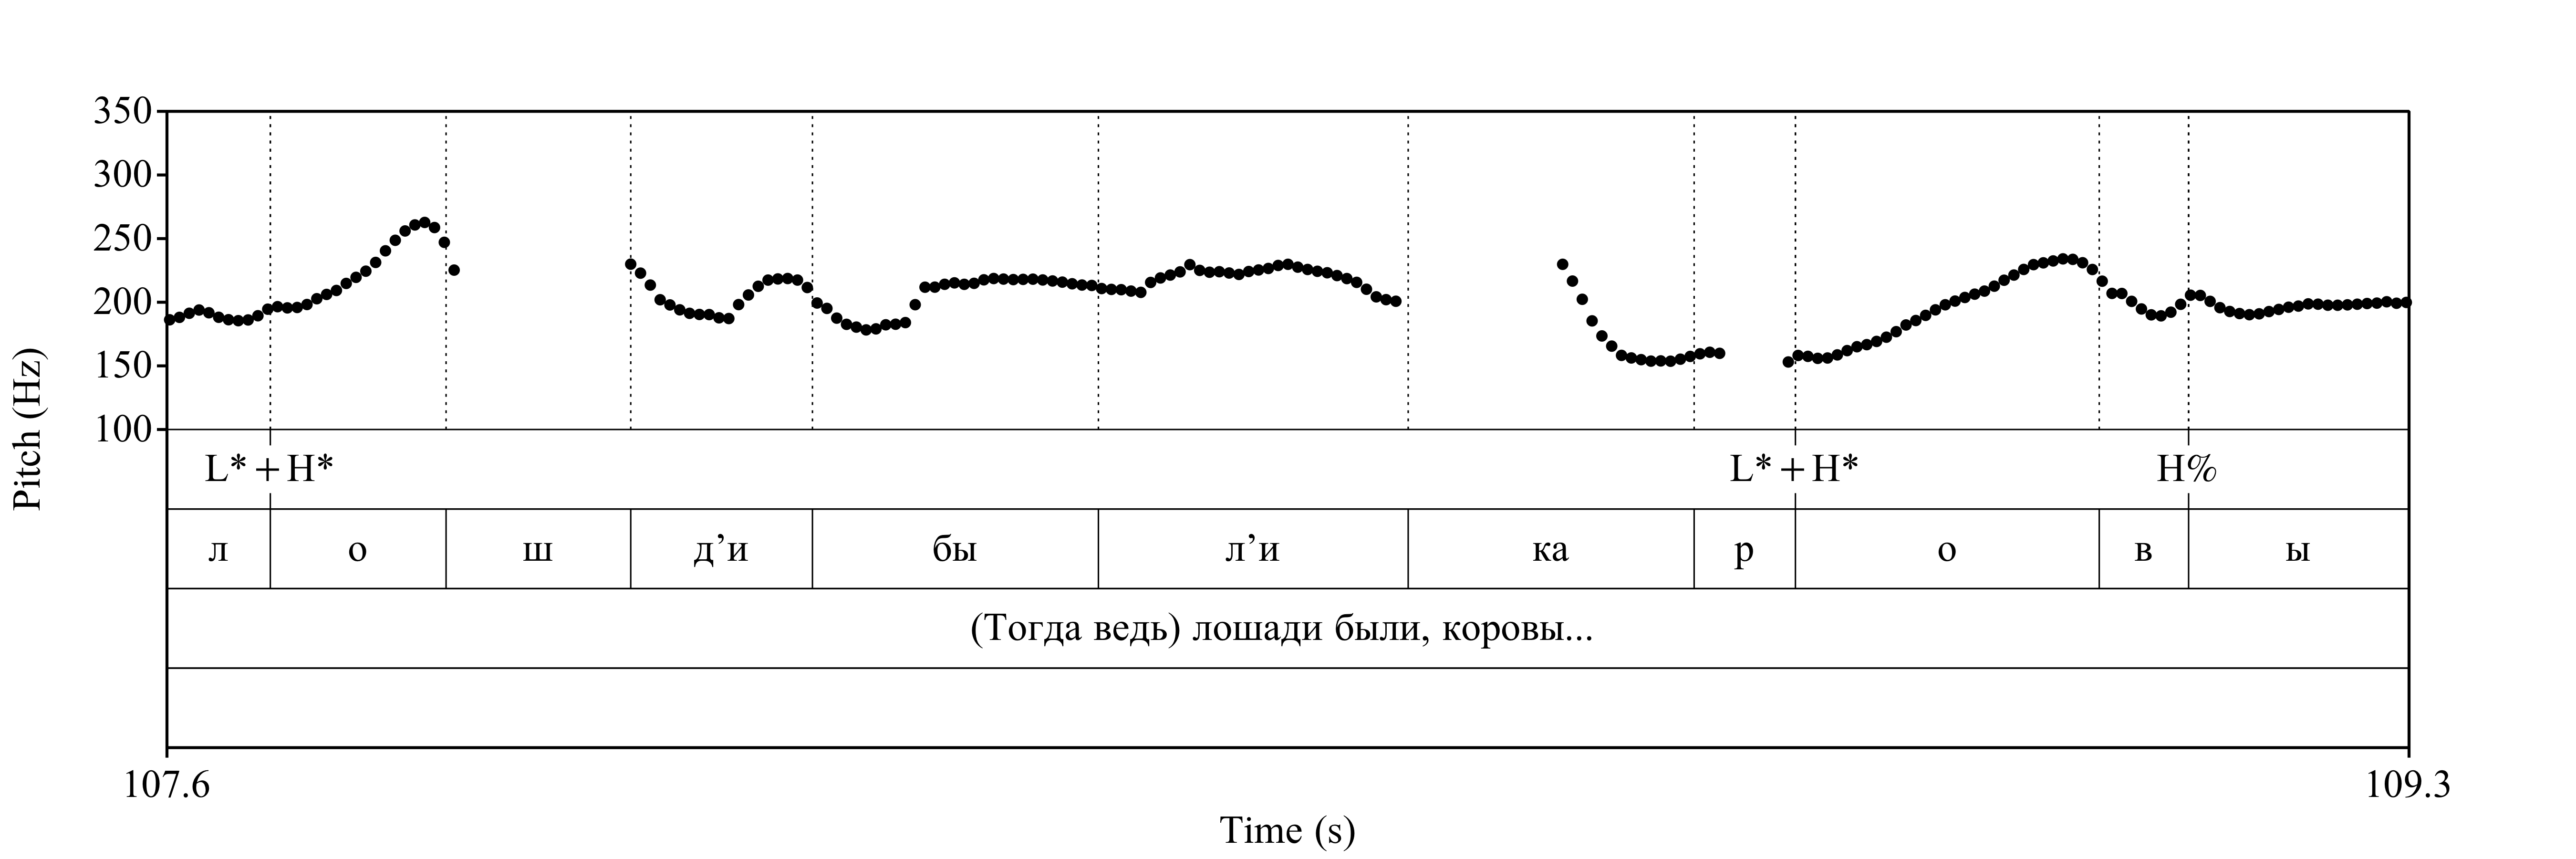 350
300
250
200
150
100
Pitch (Hz)
L*+H* L*+H* H%
л о ш д’и бы л’и ка р о в ы
(Тогда ведь) лошади были, коровы...
107.6 109.3
Time (s)